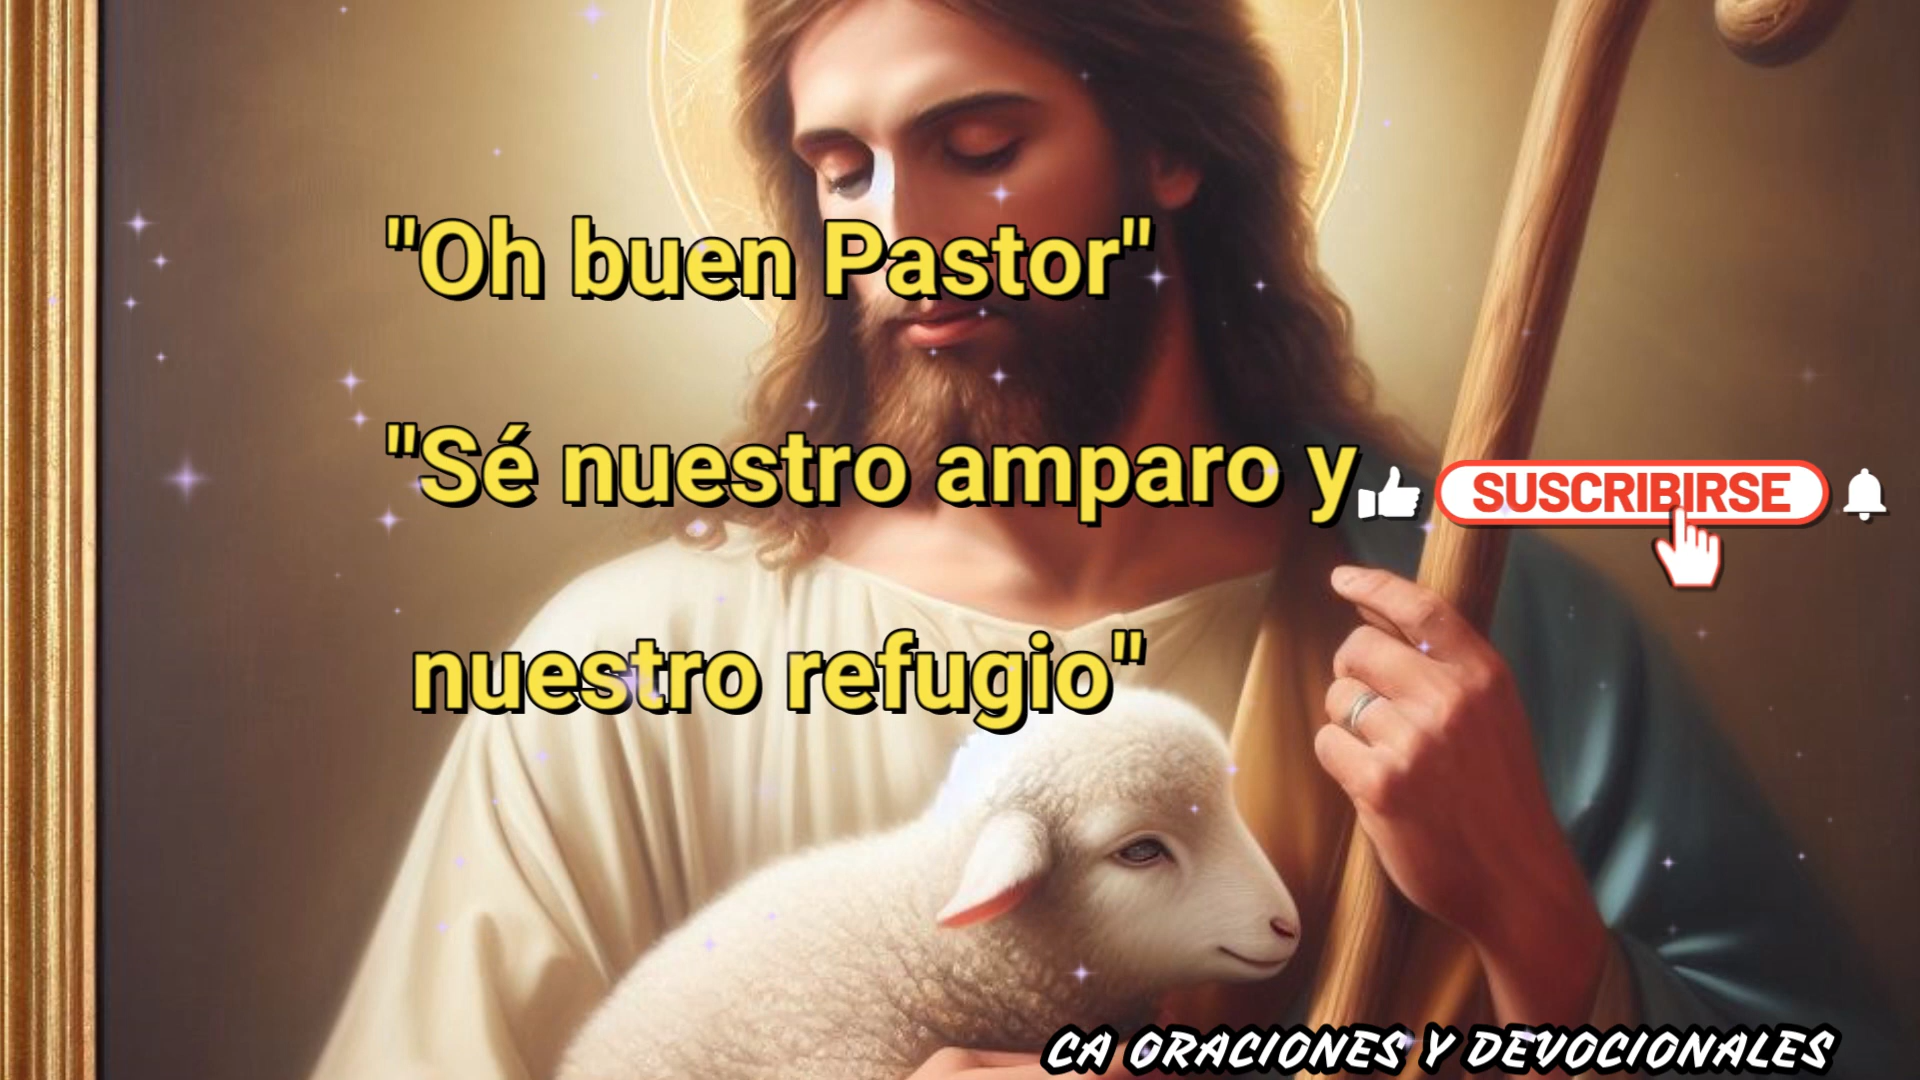 "Oh buen Pastor"
"Sé nuestro amparo y
nuestro refugio"
SUSCRIBIRSE
CA ORACIONES Y DEVOCIONALES